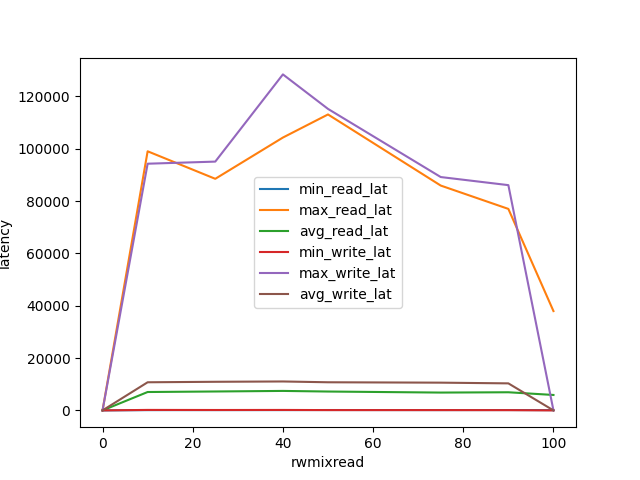 120000
100000
80000
60000
40000
20000
0
latency
min_read_lat
max_read_lat
avg_read_lat
min_write_lat
max_write_lat
avg_write_lat
0 20 40 60 80 100
rwmixread